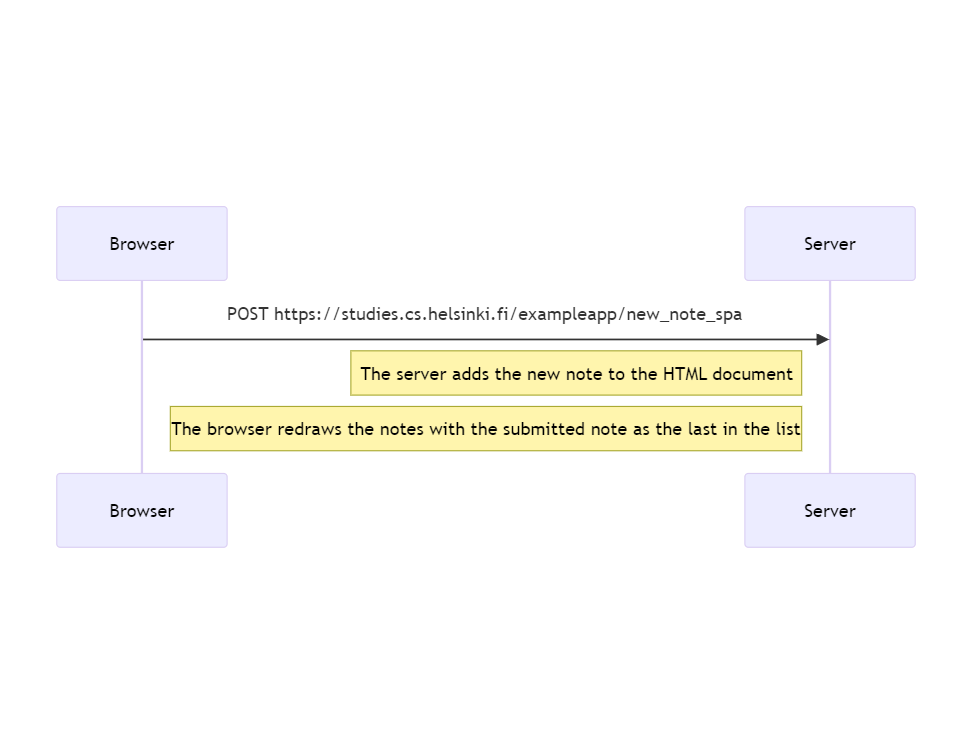 Browser
Server
POST https://studies.cs.helsinki.fi/exampleapp/new_note_spa
The server adds the new note to the HTML document
The browser redraws the notes with the submitted note as the last in the list
Browser
Server